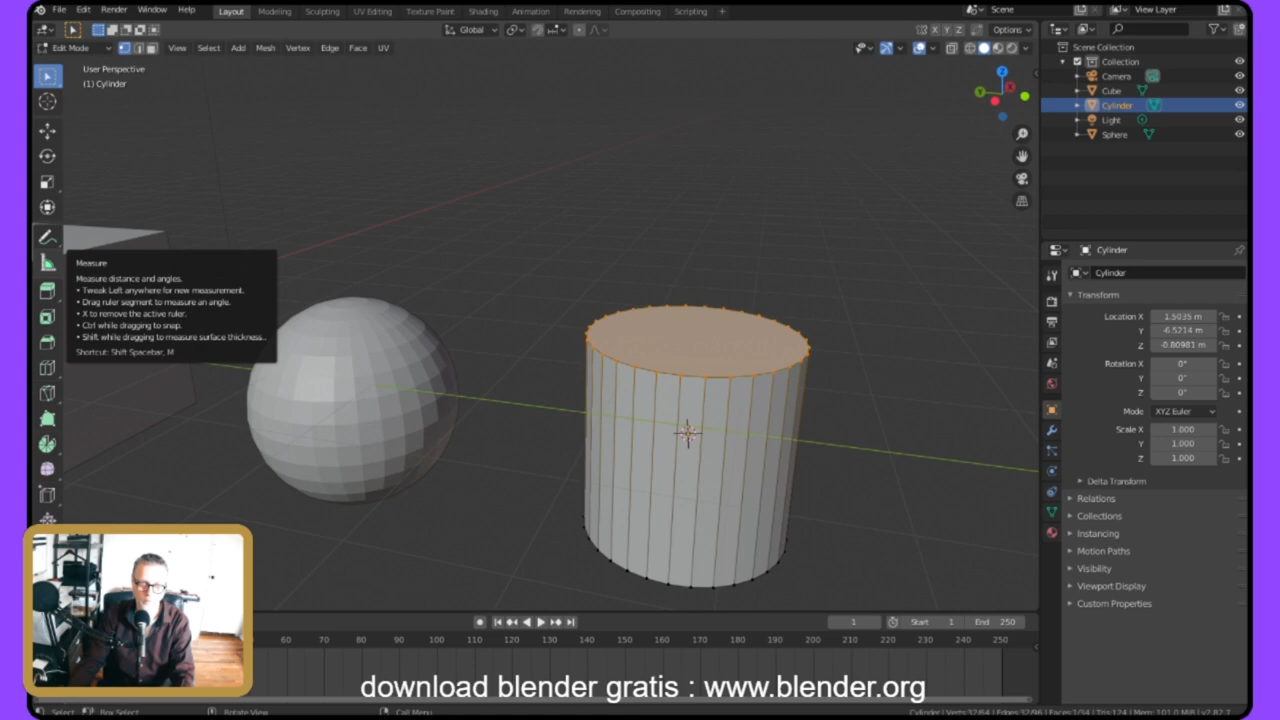 File Edit Render Window Help Layout Modeling Sculpting UV Editing Texture Paint Shading Animation Rendering Compositing Scripting + Scene View Layer
Global X Y Z Options
Edit Mode View Select Add Mesh Vertex Edge Face UV
User Perspective
(1) Cylinder
Scene Collection
Collection
Camera
Cube
Cylinder
Light
Sphere
Z
Y
X
Measure
Measure distance and angles.
• Tweak Left anywhere for new measurement.
• Drag ruler segment to measure an angle.
• X to remove the active ruler.
• Ctrl while dragging to snap.
• Shift while dragging to measure surface thickness..
Shortcut: Shift Spacebar, M
Cylinder
Cylinder
Transform
Location X 1.5035 m
Y -6.5214 m
Z -0.80981 m
Rotation X 0°
Y 0°
Z 0°
Mode XYZ Euler
Scale X 1.000
Y 1.000
Z 1.000
Delta Transform
Relations
Collections
Instancing
Motion Paths
Visibility
Viewport Display
Custom Properties
1 Start 1 End 250
60 70 80 90 100 110 120 130 140 150 160 170 180 190 200 210 220 230 240 250
download blender gratis : www.blender.org
Select Box Select Rotate View Call Menu